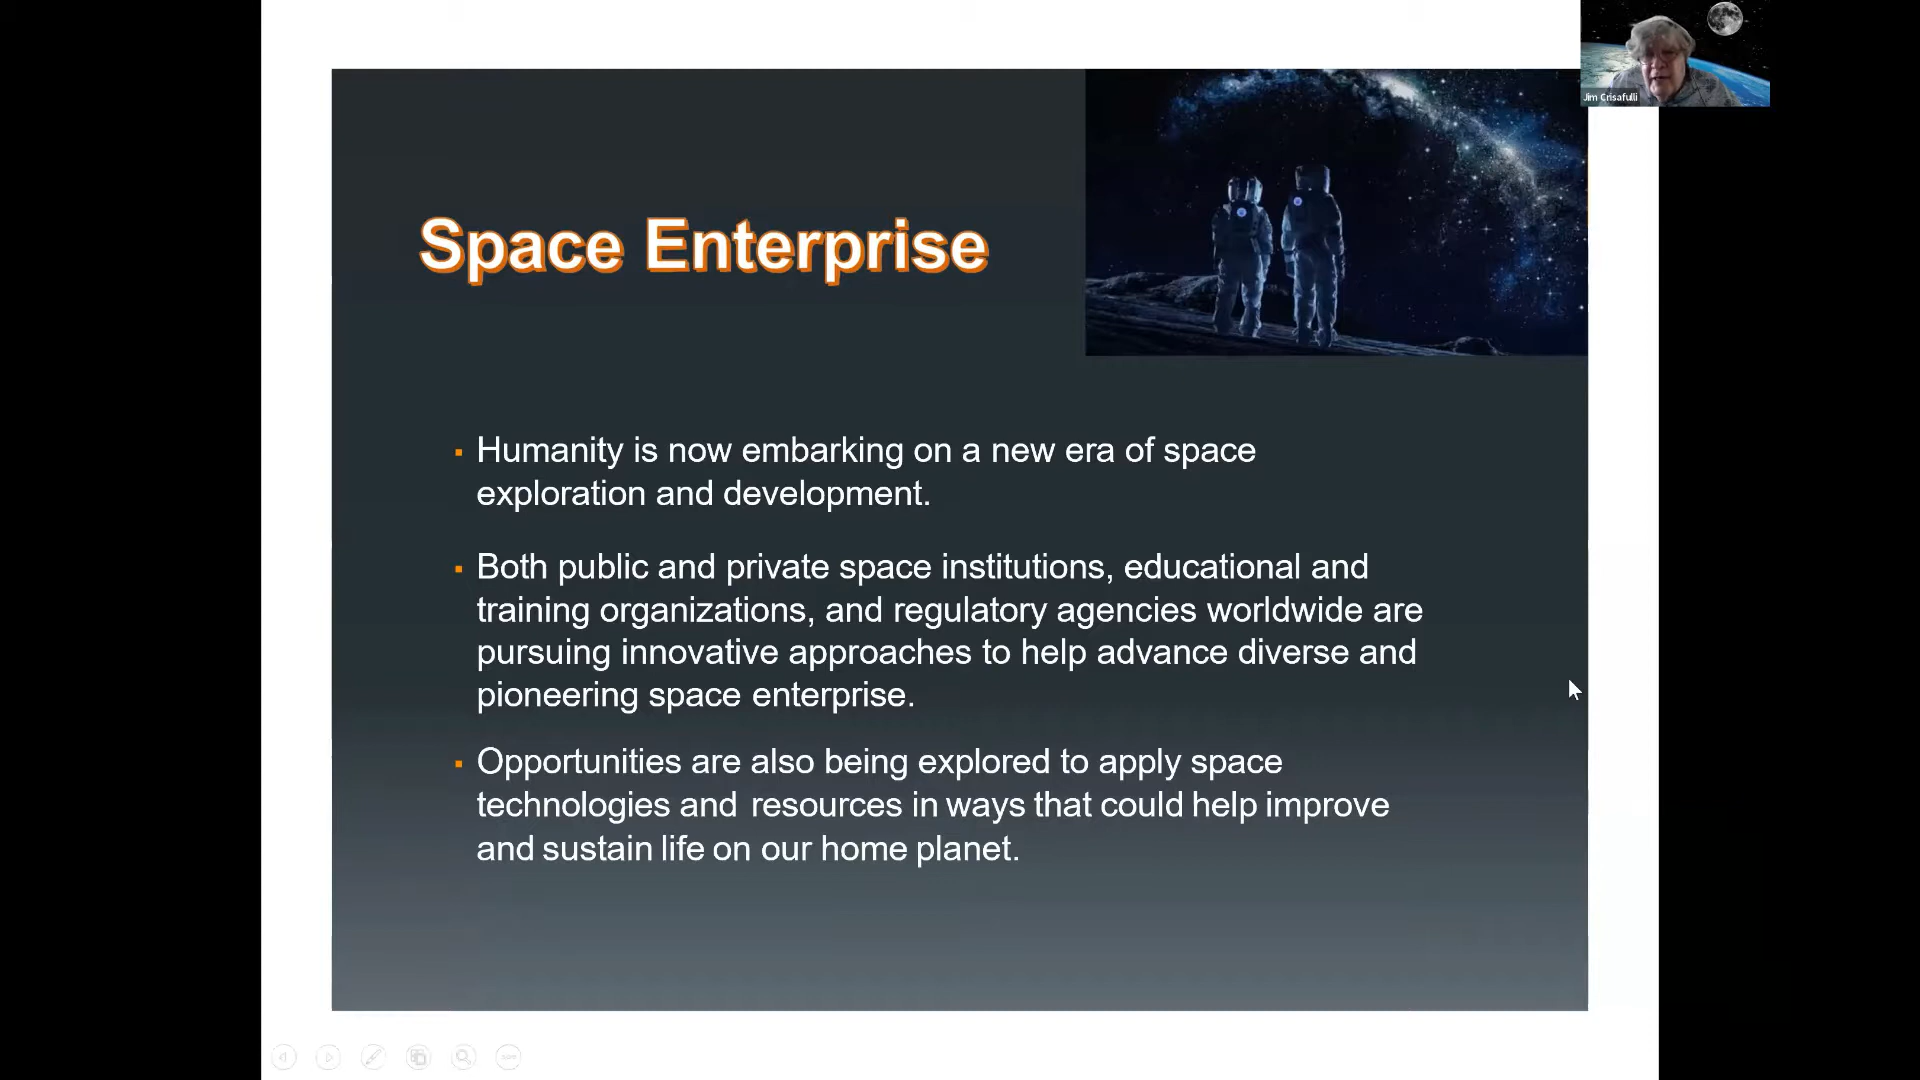 Jim Crisafulli
Space Enterprise
▪ Humanity is now embarking on a new era of space
exploration and development.
▪ Both public and private space institutions, educational and
training organizations, and regulatory agencies worldwide are
pursuing innovative approaches to help advance diverse and
pioneering space enterprise.
▪ Opportunities are also being explored to apply space
technologies and resources in ways that could help improve
and sustain life on our home planet.